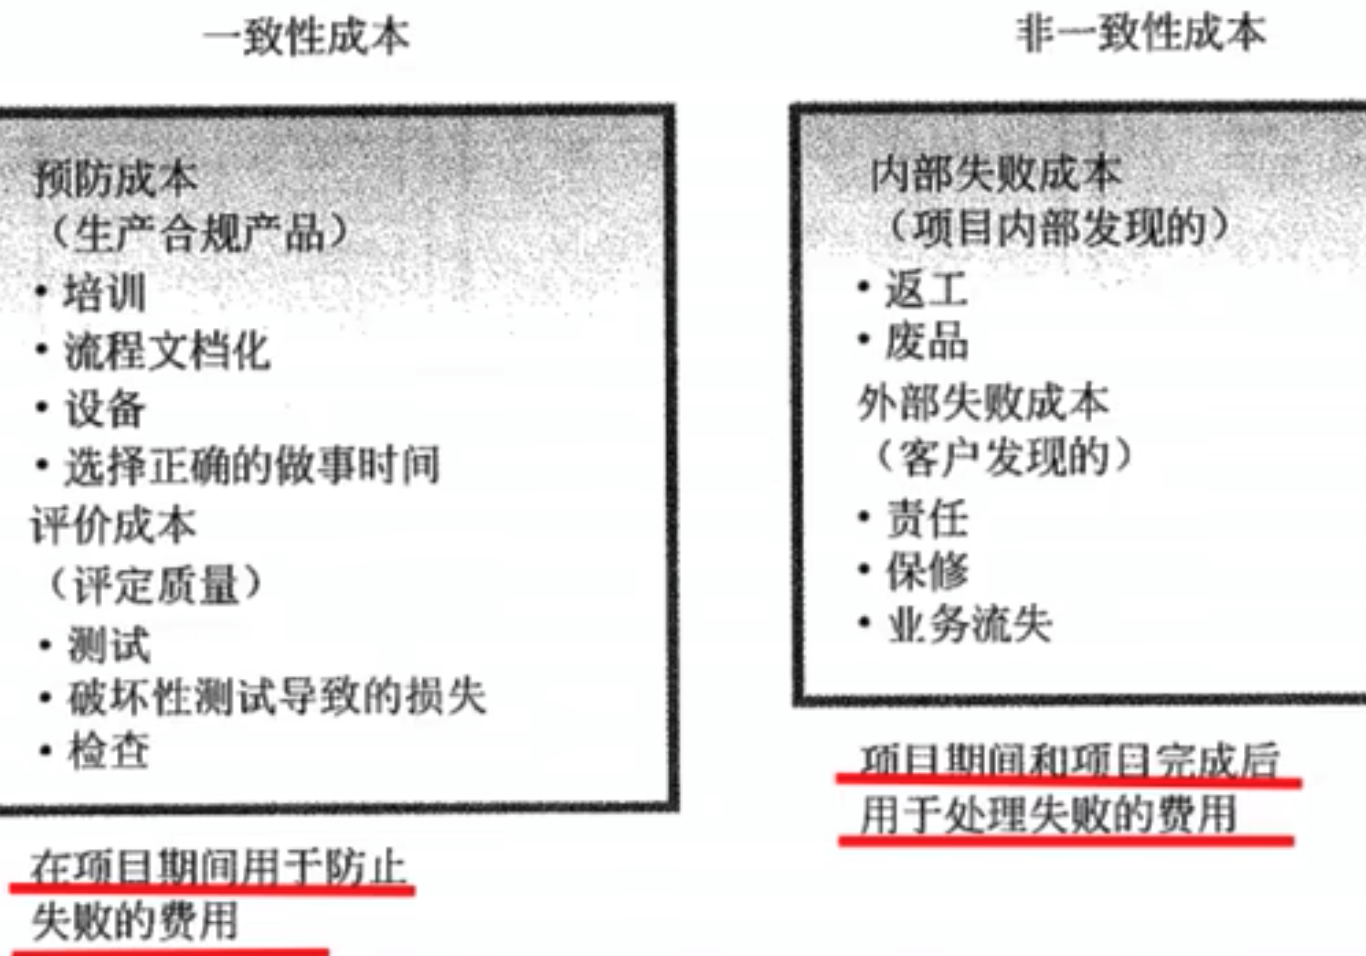 一致性成本
预防成本
（生产合规产品）
・培训
・流程文档化
・设备
・选择正确的做事时间
评价成本
（评定质量）
・测试
・破坏性测试导致的损失
・检查
在项目期间用于防止
失败的费用
非一致性成本
内部失败成本
（项目内部发现的）
・返工
・废品
外部失败成本
（客户发现的）
・责任
・保修
・业务流失
项目期间和项目完成后
用于处理失败的费用